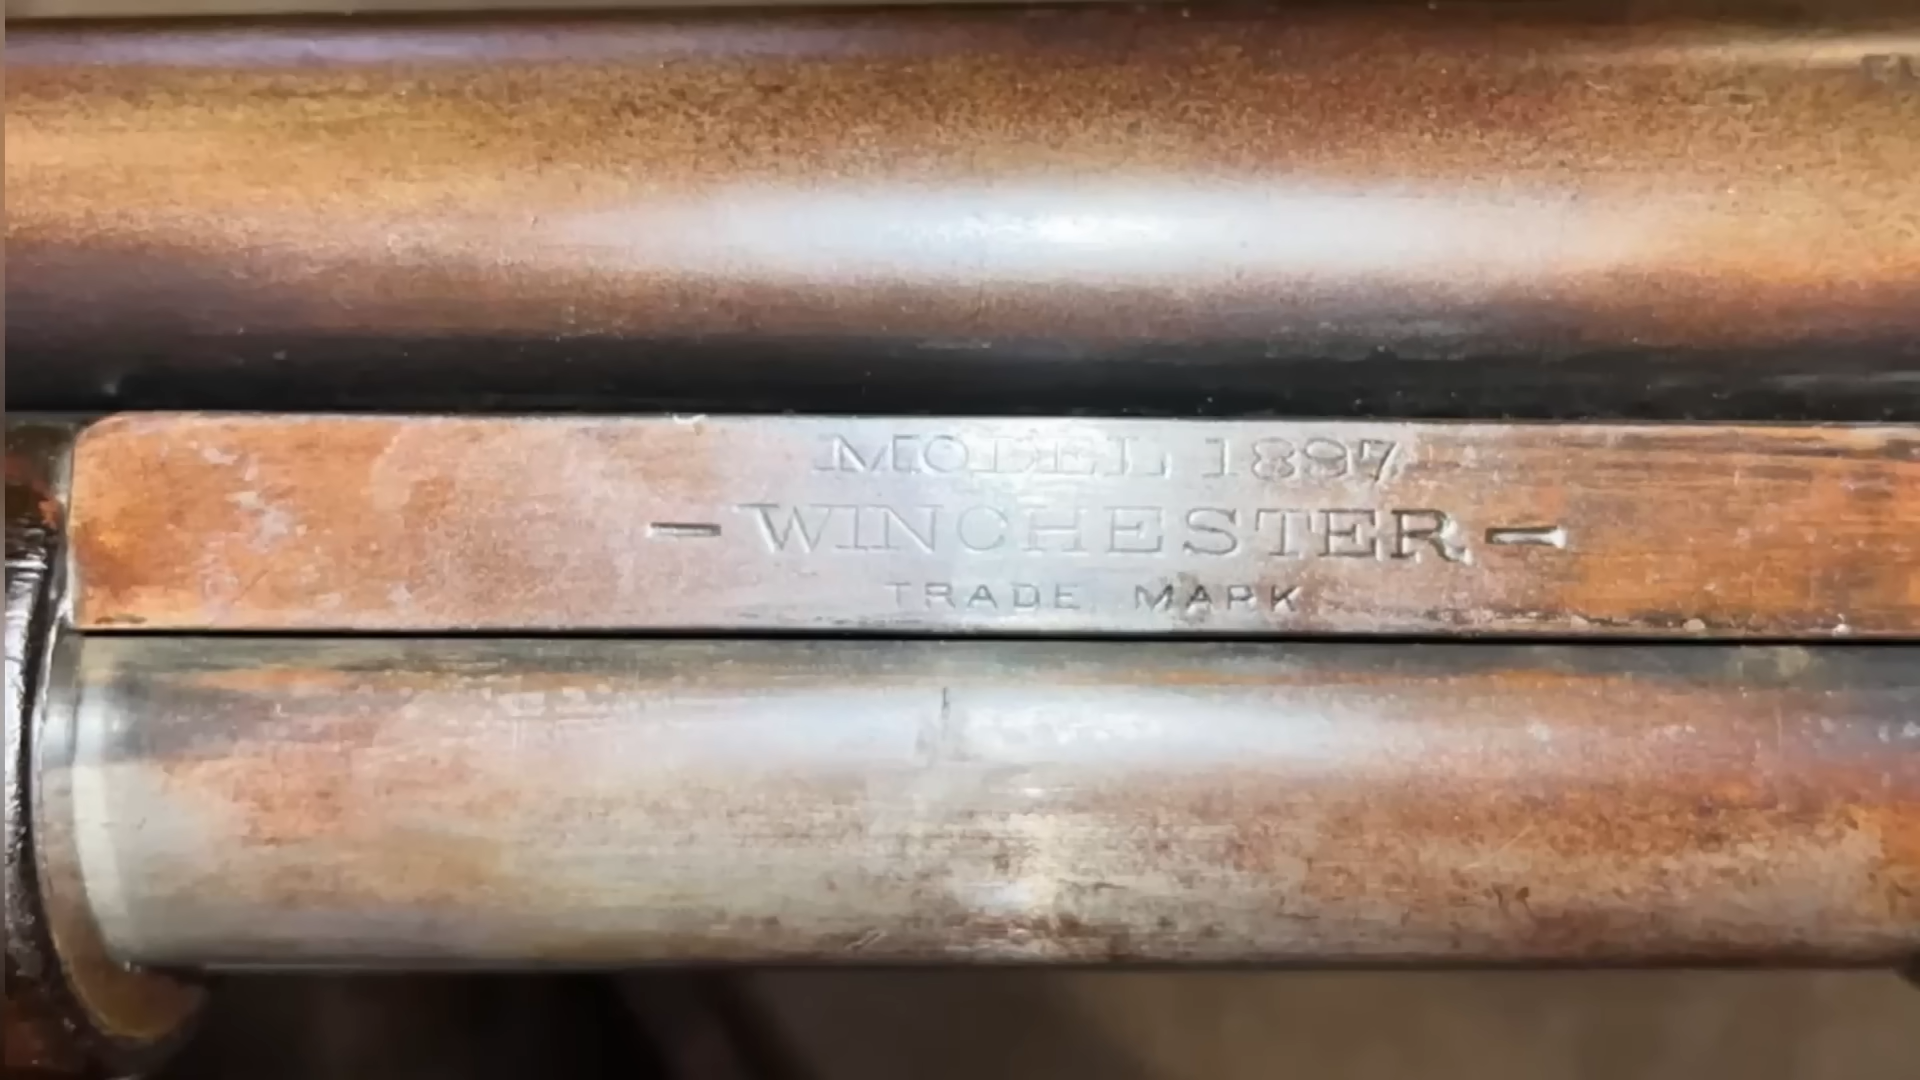 MODEL 1897
— WINCHESTER —
TRADE MARK